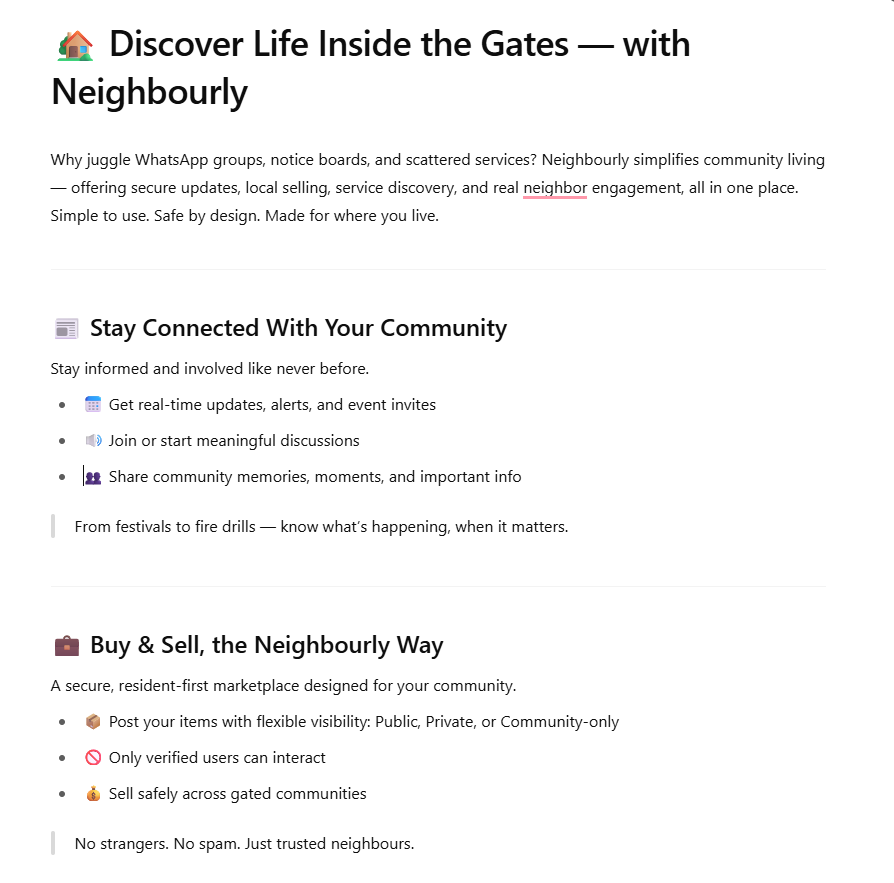 🏡 Discover Life Inside the Gates — with
Neighbourly
Why juggle WhatsApp groups, notice boards, and scattered services? Neighbourly simplifies community living
— offering secure updates, local selling, service discovery, and real neighbor engagement, all in one place.
Simple to use. Safe by design. Made for where you live.
📰 Stay Connected With Your Community
Stay informed and involved like never before.
• 🗓️ Get real-time updates, alerts, and event invites
• 🔊 Join or start meaningful discussions
• 👥 Share community memories, moments, and important info
From festivals to fire drills — know what's happening, when it matters.
💼 Buy & Sell, the Neighbourly Way
A secure, resident-first marketplace designed for your community.
• 📦 Post your items with flexible visibility: Public, Private, or Community-only
• 🚫 Only verified users can interact
• 💰 Sell safely across gated communities
No strangers. No spam. Just trusted neighbours.